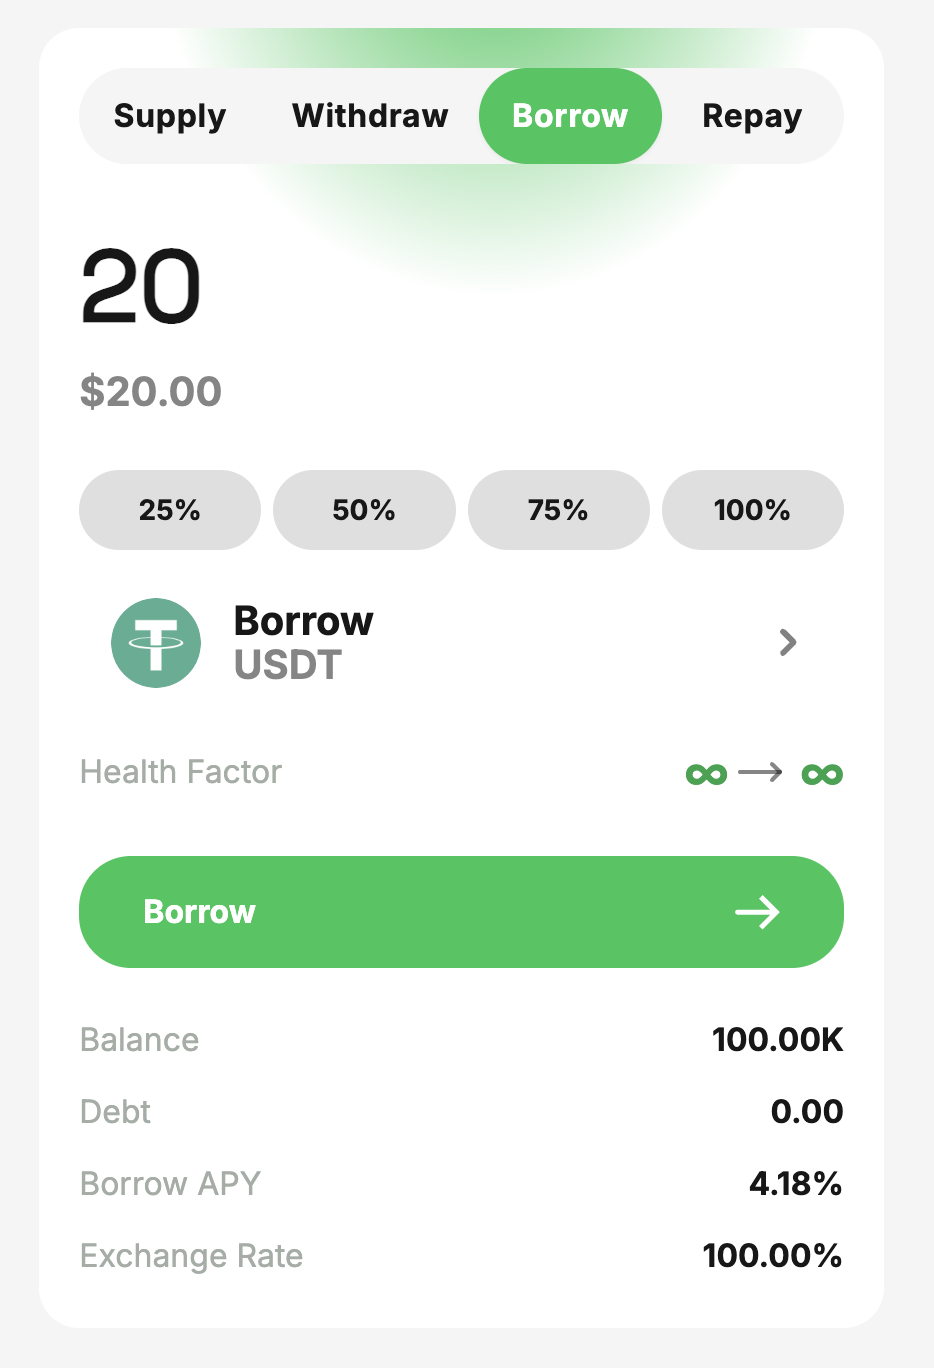 Supply Withdraw Borrow Repay
20
$20.00
25% 50% 75% 100%
Borrow
USDT
Health Factor ∞ → ∞
Borrow →
Balance 100.00K
Debt 0.00
Borrow APY 4.18%
Exchange Rate 100.00%